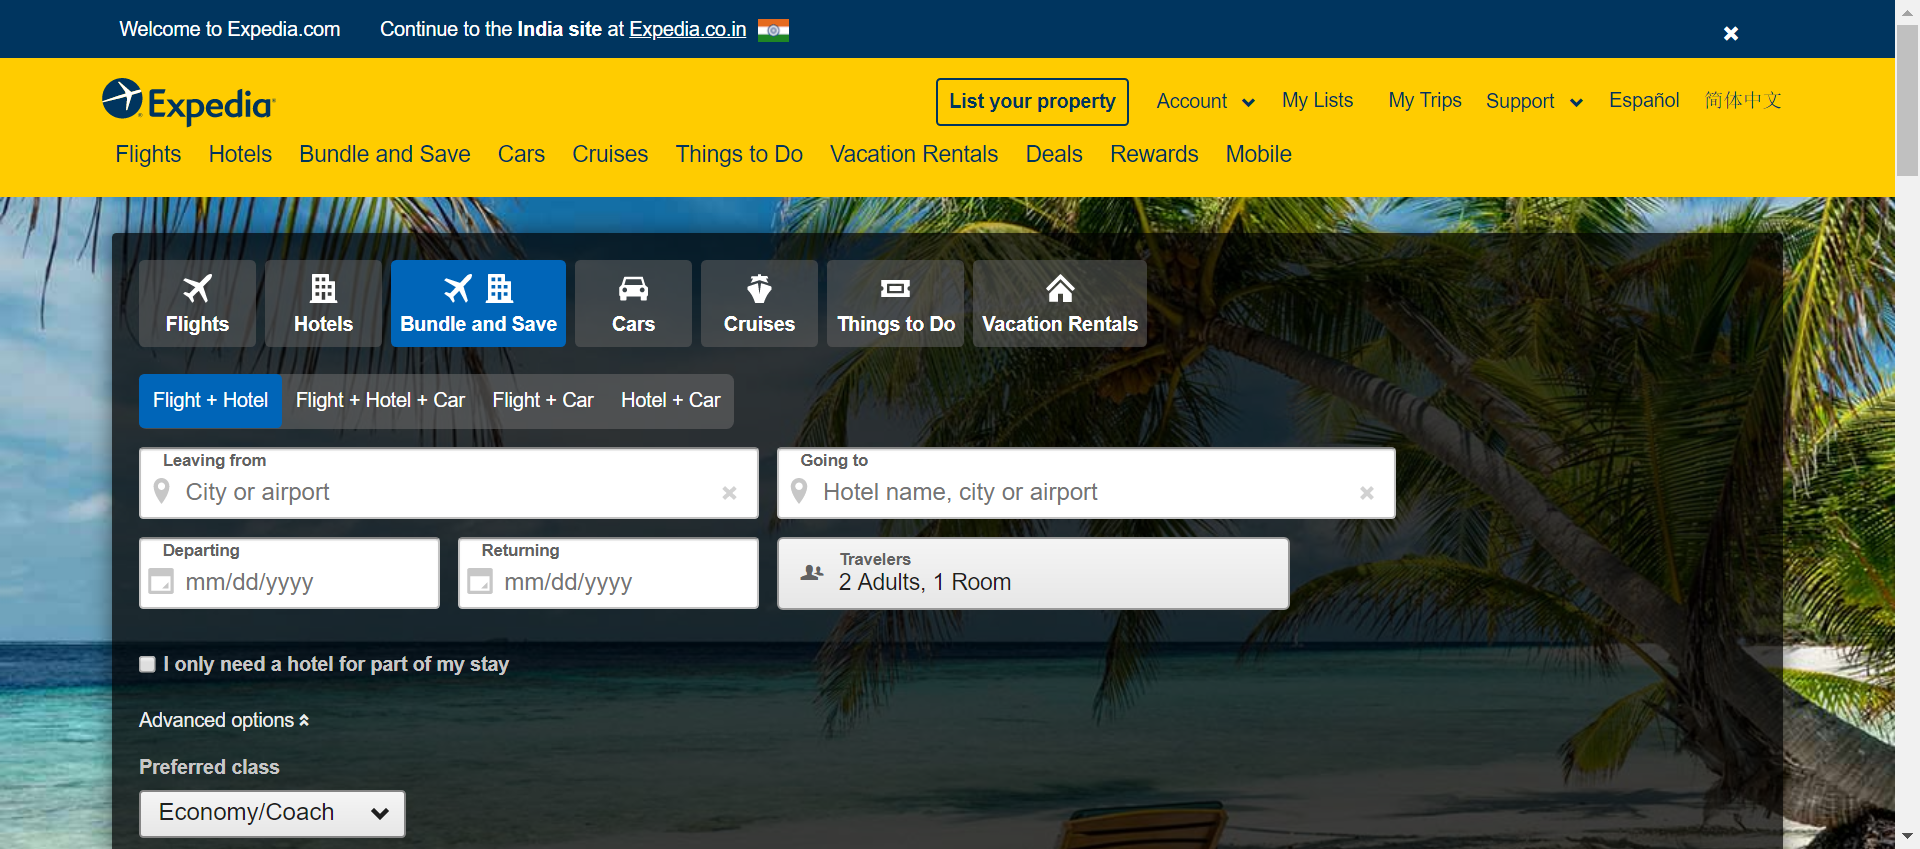 Welcome to Expedia.com Continue to the India site at Expedia.co.in
Expedia
List your property Account My Lists My Trips Support Español 简体中文
Flights Hotels Bundle and Save Cars Cruises Things to Do Vacation Rentals Deals Rewards Mobile
Flights Hotels Bundle and Save Cars Cruises Things to Do Vacation Rentals
Flight + Hotel Flight + Hotel + Car Flight + Car Hotel + Car
Leaving from Going to
City or airport Hotel name, city or airport
Departing Returning Travelers
mm/dd/yyyy mm/dd/yyyy 2 Adults, 1 Room
I only need a hotel for part of my stay
Advanced options
Preferred class
Economy/Coach